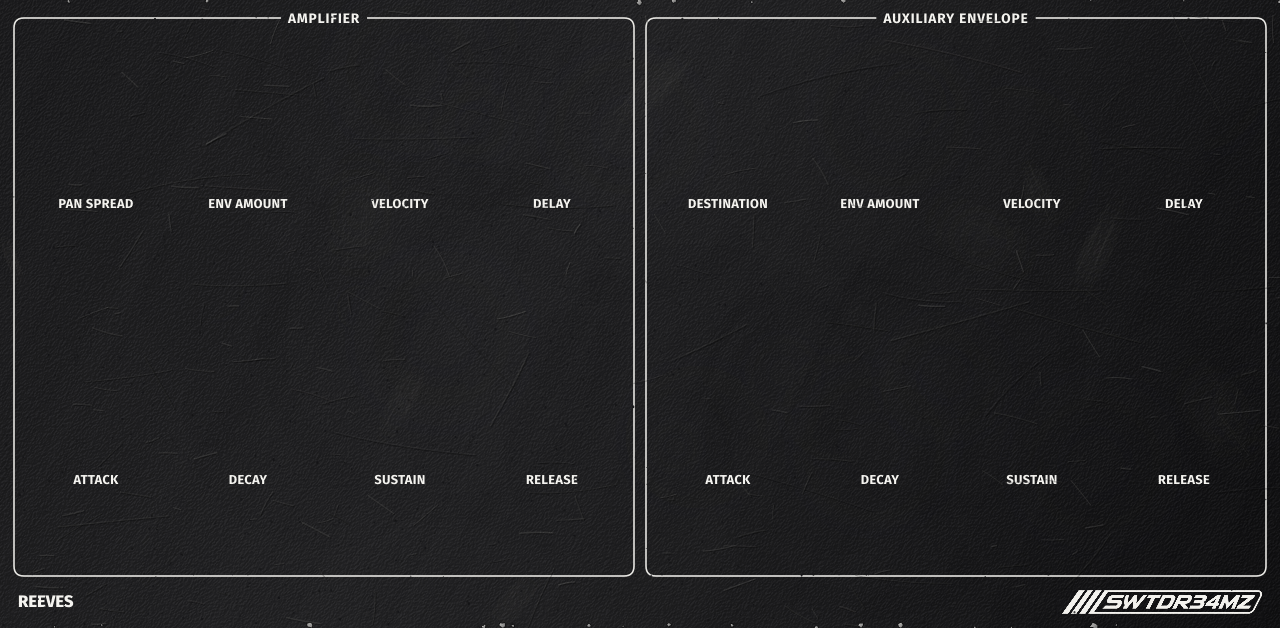 AMPLIFIER
AUXILIARY ENVELOPE
PAN SPREAD ENV AMOUNT VELOCITY DELAY
DESTINATION ENV AMOUNT VELOCITY DELAY
ATTACK DECAY SUSTAIN RELEASE
ATTACK DECAY SUSTAIN RELEASE
REEVES
SWTDR34MZ